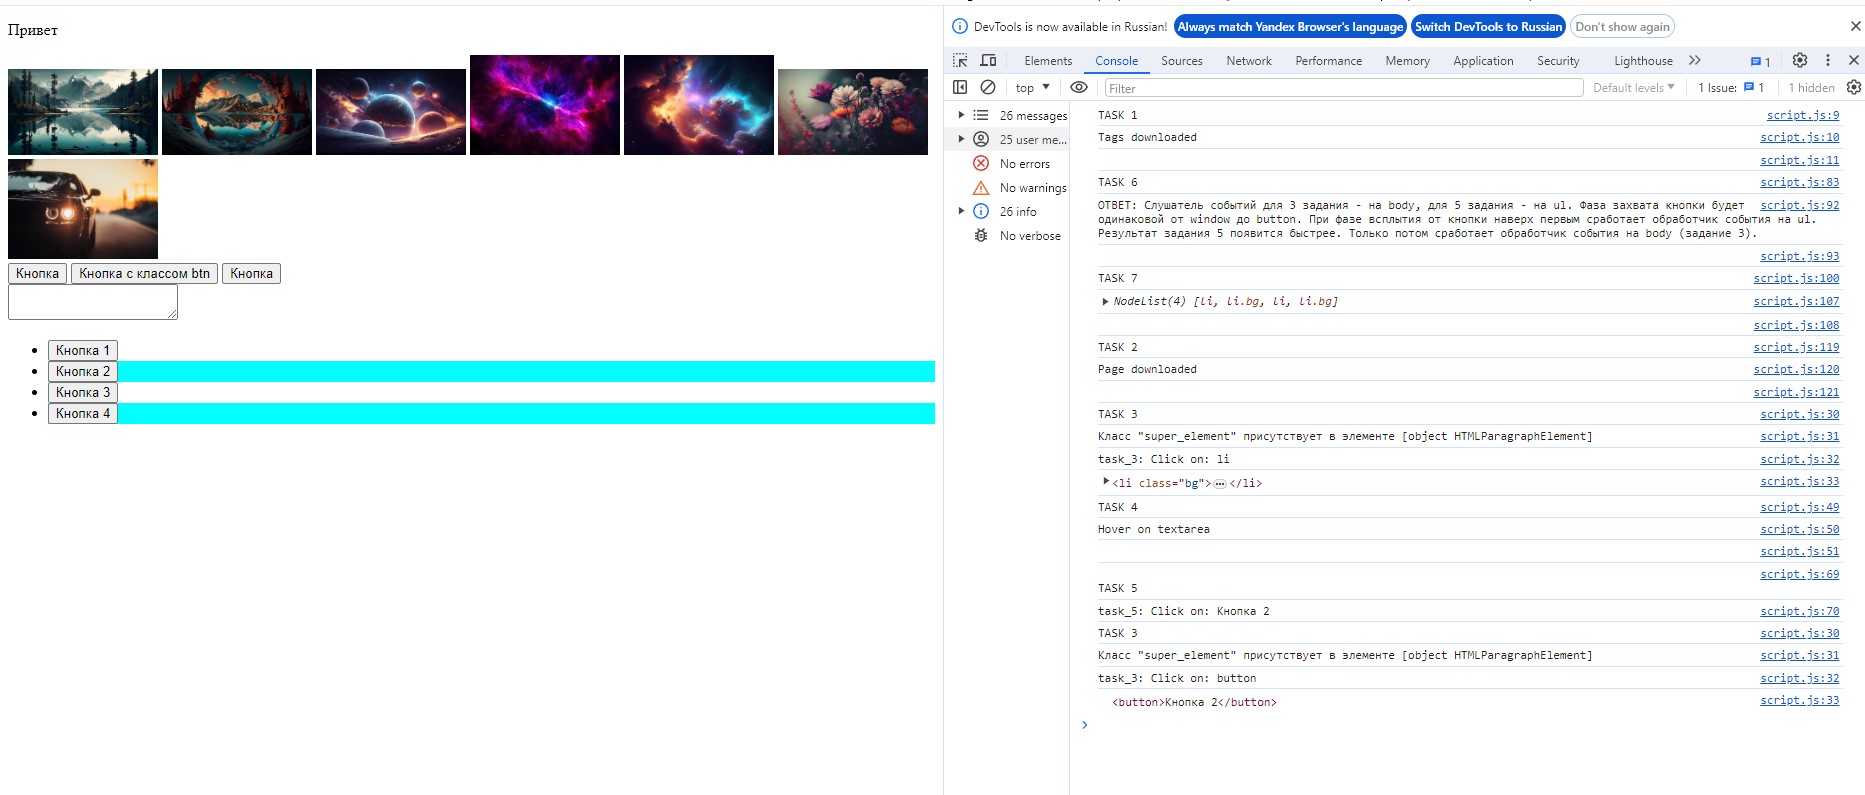 Привет
Кнопка Кнопка с классом btn Кнопка
Кнопка 1
Кнопка 2
Кнопка 3
Кнопка 4
DevTools is now available in Russian! Always match Yandex Browser's language Switch DevTools to Russian Don't show again
Elements Console Sources Network Performance Memory Application Security Lighthouse 1
top Filter Default levels 1 Issue: 1 1 hidden
26 messages
25 user me...
No errors
No warnings
26 info
No verbose
TASK 1 script.js:9
Tags downloaded script.js:10
script.js:11
TASK 6 script.js:83
ОТВЕТ: Слушатель событий для 3 задания - на body, для 5 задания - на ul. Фаза захвата кнопки будет script.js:92
одинаковой от window до button. При фазе всплытия от кнопки наверх первым сработает обработчик события на ul.
Результат задания 5 появится быстрее. Только потом сработает обработчик события на body (задание 3).
script.js:93
TASK 7 script.js:100
NodeList(4) [li, li.bg, li, li.bg] script.js:107
script.js:108
TASK 2 script.js:119
Page downloaded script.js:120
script.js:121
TASK 3 script.js:30
Класс "super_element" присутствует в элементе [object HTMLParagraphElement] script.js:31
task_3: Click on: li script.js:32
<li class="bg">…</li> script.js:33
TASK 4 script.js:49
Hover on textarea script.js:50
script.js:51
script.js:69
TASK 5
task_5: Click on: Кнопка 2 script.js:70
TASK 3 script.js:30
Класс "super_element" присутствует в элементе [object HTMLParagraphElement] script.js:31
task_3: Click on: button script.js:32
<button>Кнопка 2</button> script.js:33